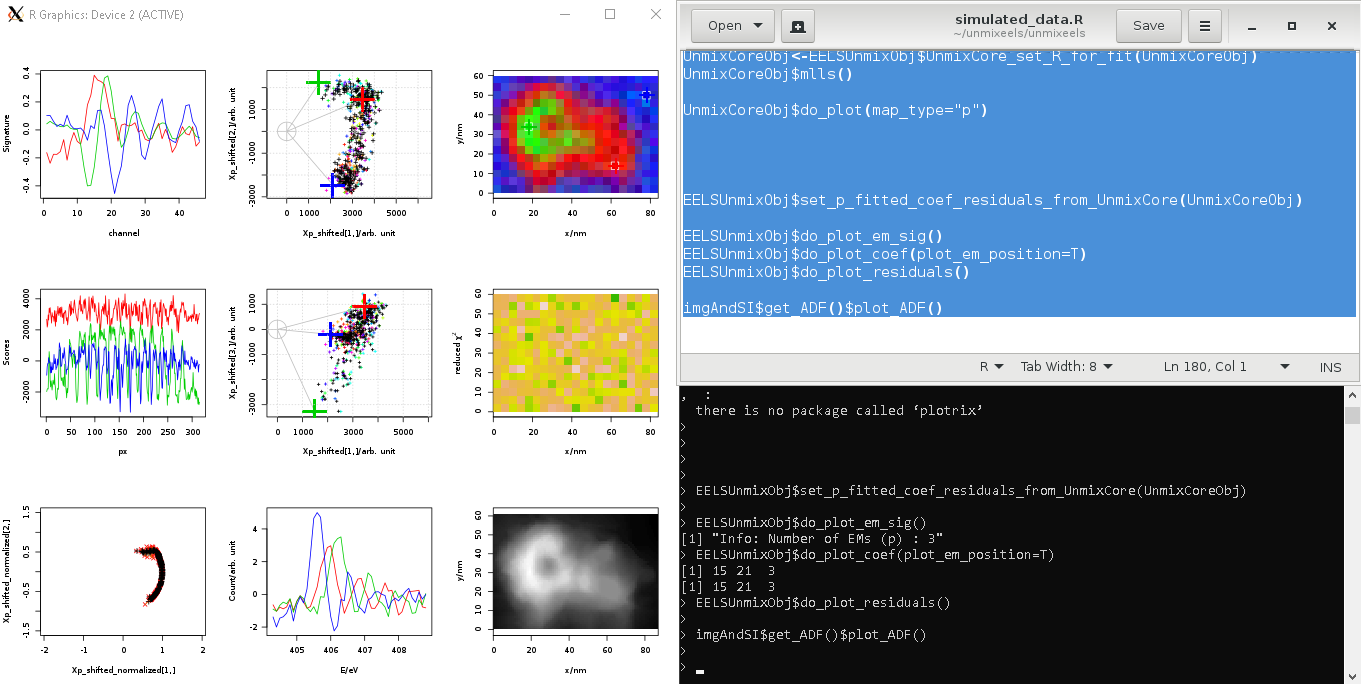 R Graphics: Device 2 (ACTIVE)
Signature
0.4
0.2
0.0
-0.2
-0.4
0 10 20 30 40
channel
Xp_shifted[2,]/arb. unit
1000
-1000
-3000
0 1000 3000 5000
Xp_shifted[1,]/arb. unit
y/nm
60
50
40
30
20
10
0
0 20 40 60 80
x/nm
Scores
4000
2000
0
2000
0 50 100 150 200 250 300
px
Xp_shifted[3,]/arb. unit
1000
0
-1000
-3000
0 1000 3000 5000
Xp_shifted[1,]/arb. unit
reduced χ²
60
50
40
30
20
10
0
0 20 40 60 80
x/nm
Xp_shifted_normalized[2,]
1.5
0.5
-0.5
-1.5
-2 -1 0 1 2
Xp_shifted_normalized[1,]
Count/arb. unit
4
2
0
-2
405 406 407 408
E/eV
y/nm
60
50
40
30
20
10
0
0 20 40 60 80
x/nm
Open
simulated_data.R
~/unmixeels/unmixeels
Save
UnmixCoreObj<-EELSUnmixObj$UnmixCore_set_R_for_fit(UnmixCoreObj)
UnmixCoreObj$mlls()
UnmixCoreObj$do_plot(map_type="p")
EELSUnmixObj$set_p_fitted_coef_residuals_from_UnmixCore(UnmixCoreObj)
EELSUnmixObj$do_plot_em_sig()
EELSUnmixObj$do_plot_coef(plot_em_position=T)
EELSUnmixObj$do_plot_residuals()
imgAndSI$get_ADF()$plot_ADF()
R Tab Width: 8 Ln 180, Col 1 INS
, :
there is no package called ‘plotrix’
>
>
>
>
> EELSUnmixObj$set_p_fitted_coef_residuals_from_UnmixCore(UnmixCoreObj)
>
> EELSUnmixObj$do_plot_em_sig()
[1] "Info: Number of EMs (p) : 3"
> EELSUnmixObj$do_plot_coef(plot_em_position=T)
[1] 15 21 3
[1] 15 21 3
> EELSUnmixObj$do_plot_residuals()
>
> imgAndSI$get_ADF()$plot_ADF()
>
>